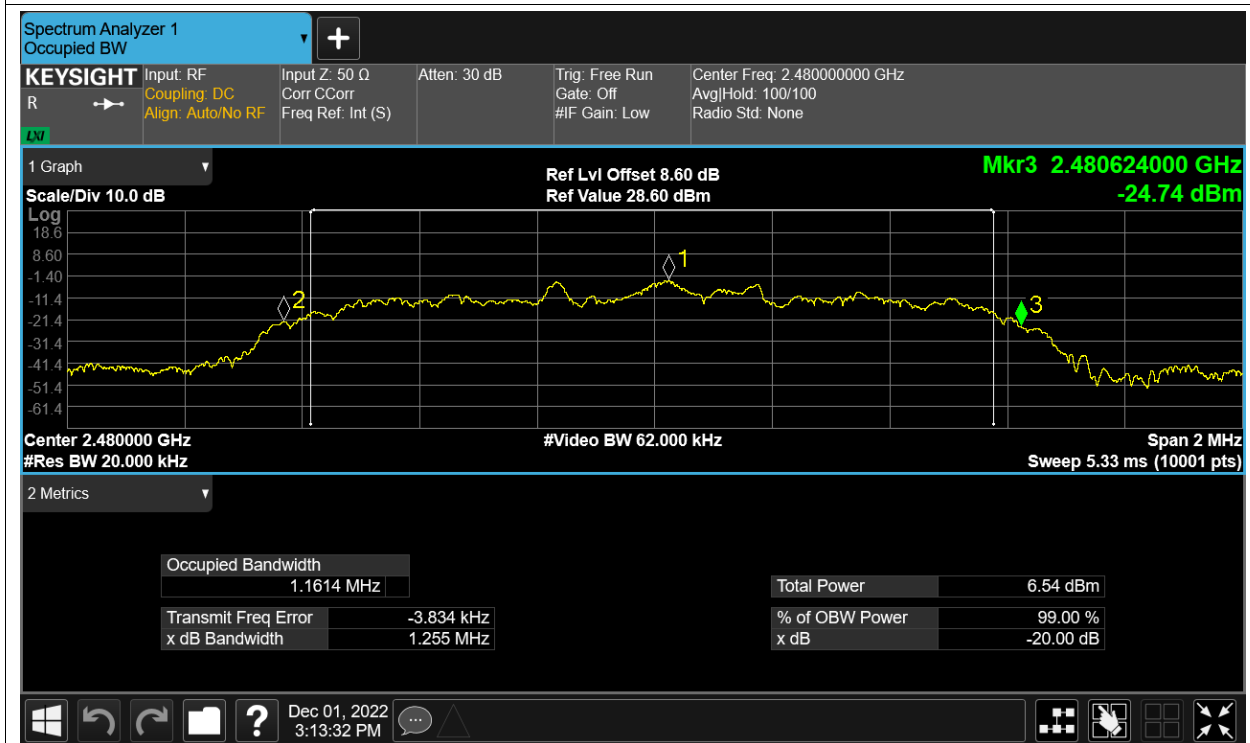 Spectrum Analyzer 1
Occupied BW
+
KEYSIGHT Input: RF Input Z: 50 Ω Atten: 30 dB Trig: Free Run Center Freq: 2.480000000 GHz
R Coupling: DC Corr CCorr Gate: Off Avg|Hold: 100/100
Align: Auto/No RF Freq Ref: Int (S) #IF Gain: Low Radio Std: None
LXI
1 Graph Ref Lvl Offset 8.60 dB Mkr3 2.480624000 GHz
Scale/Div 10.0 dB Ref Value 28.60 dBm -24.74 dBm
Log
18.6
8.60
-1.40
-11.4
-21.4
-31.4
-41.4
-51.4
-61.4
1
2
3
Center 2.480000 GHz #Video BW 62.000 kHz Span 2 MHz
#Res BW 20.000 kHz Sweep 5.33 ms (10001 pts)
2 Metrics
Occupied Bandwidth
1.1614 MHz Total Power 6.54 dBm
Transmit Freq Error -3.834 kHz % of OBW Power 99.00 %
x dB Bandwidth 1.255 MHz x dB -20.00 dB
? Dec 01, 2022
3:13:32 PM